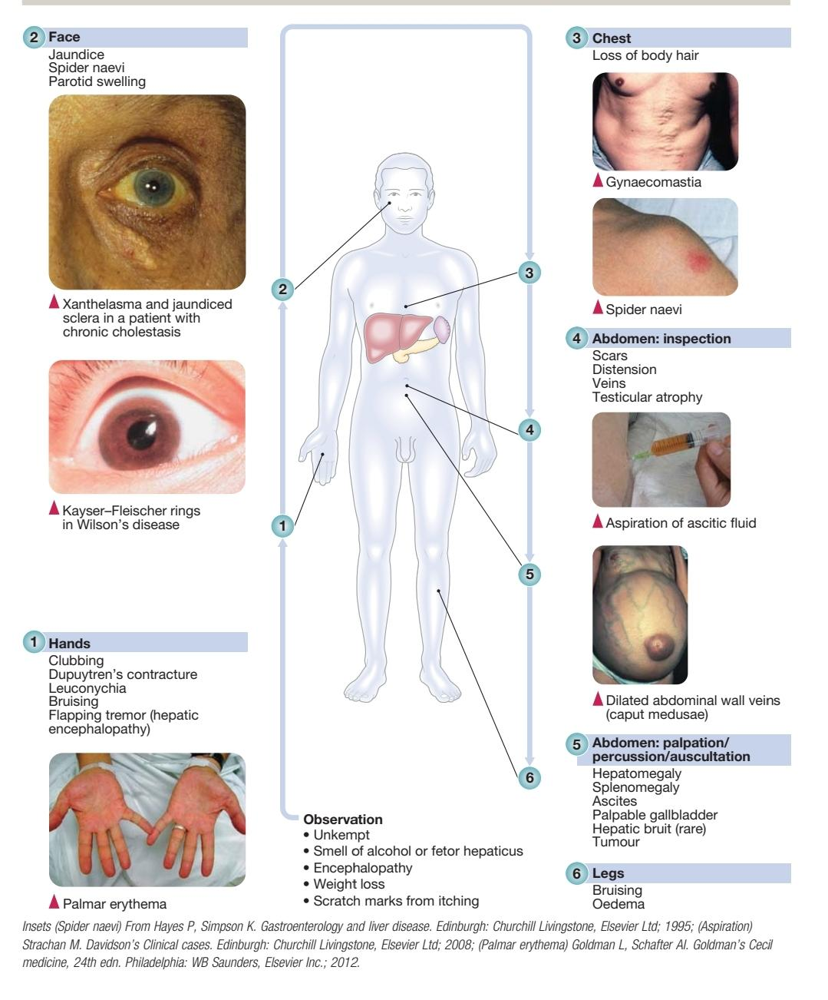 2 Face
Jaundice
Spider naevi
Parotid swelling
Xanthelasma and jaundiced
sclera in a patient with
chronic cholestasis
Kayser–Fleischer rings
in Wilson's disease
1 Hands
Clubbing
Dupuytren's contracture
Leuconychia
Bruising
Flapping tremor (hepatic
encephalopathy)
Palmar erythema
2
1
3
4
5
6
Observation
• Unkempt
• Smell of alcohol or fetor hepaticus
• Encephalopathy
• Weight loss
• Scratch marks from itching
3 Chest
Loss of body hair
Gynaecomastia
Spider naevi
4 Abdomen: inspection
Scars
Distension
Veins
Testicular atrophy
Aspiration of ascitic fluid
Dilated abdominal wall veins
(caput medusae)
5 Abdomen: palpation/
percussion/auscultation
Hepatomegaly
Splenomegaly
Ascites
Palpable gallbladder
Hepatic bruit (rare)
Tumour
6 Legs
Bruising
Oedema
Insets (Spider naevi) From Hayes P, Simpson K. Gastroenterology and liver disease. Edinburgh: Churchill Livingstone, Elsevier Ltd; 1995; (Aspiration)
Strachan M. Davidson's Clinical cases. Edinburgh: Churchill Livingstone, Elsevier Ltd; 2008; (Palmar erythema) Goldman L, Schafter AI. Goldman's Cecil
medicine, 24th edn. Philadelphia: WB Saunders, Elsevier Inc.; 2012.